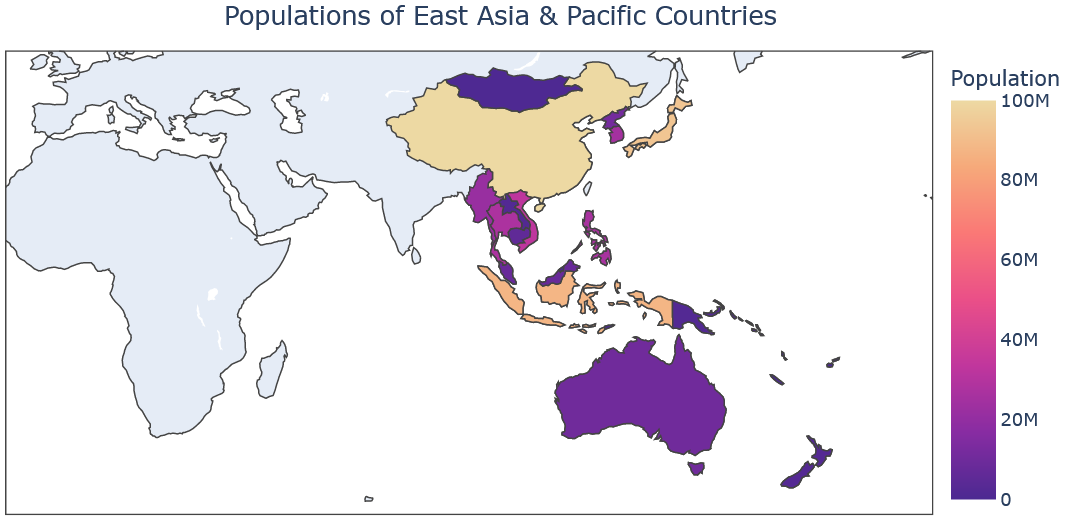 Populations of East Asia & Pacific Countries
Population
100M
80M
60M
40M
20M
0